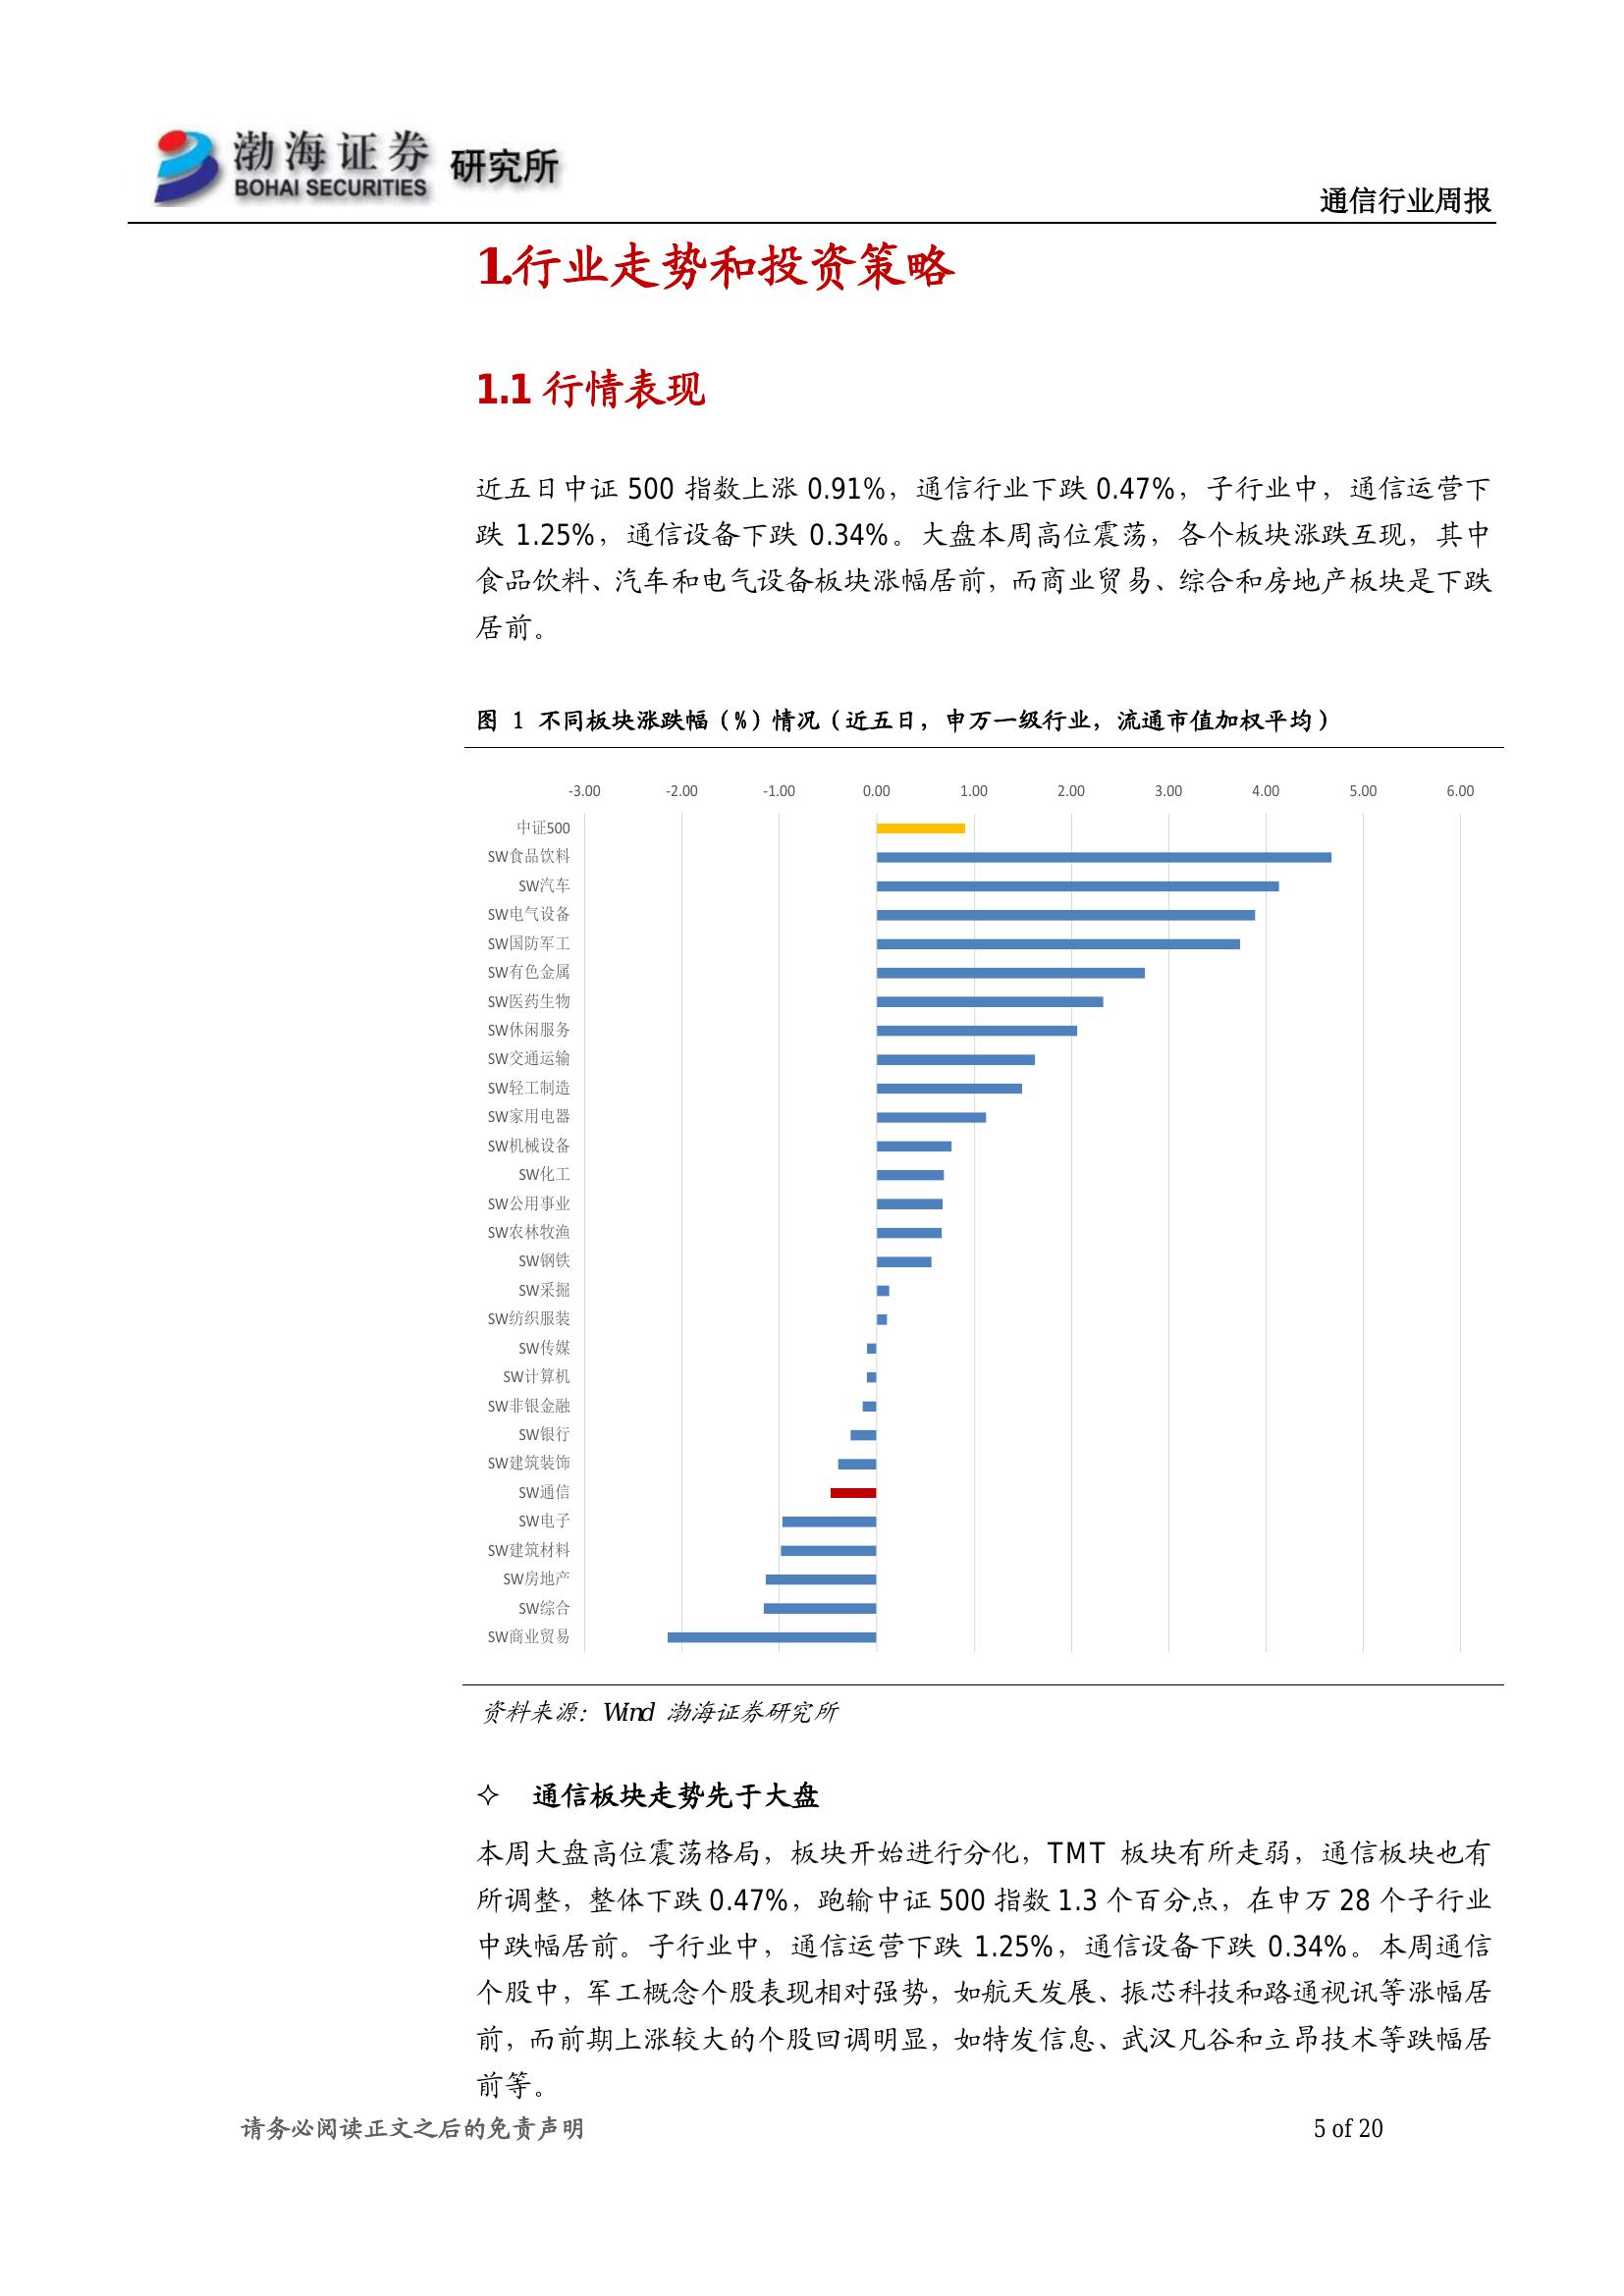 渤海证券
BOHAI SECURITIES
研究所
通信行业周报
1.行业走势和投资策略
1.1 行情表现
近五日中证 500 指数上涨 0.91%，通信行业下跌 0.47%，子行业中，通信运营下
跌 1.25%，通信设备下跌 0.34%。大盘本周高位震荡，各个板块涨跌互现，其中
食品饮料、汽车和电气设备板块涨幅居前，而商业贸易、综合和房地产板块是下跌
居前。
图 1 不同板块涨跌幅（%）情况（近五日，申万一级行业，流通市值加权平均）
-3.00 -2.00 -1.00 0.00 1.00 2.00 3.00 4.00 5.00 6.00
中证500
SW食品饮料
SW汽车
SW电气设备
SW国防军工
SW有色金属
SW医药生物
SW休闲服务
SW交通运输
SW轻工制造
SW家用电器
SW机械设备
SW化工
SW公用事业
SW农林牧渔
SW钢铁
SW采掘
SW纺织服装
SW传媒
SW计算机
SW非银金融
SW银行
SW建筑装饰
SW通信
SW电子
SW建筑材料
SW房地产
SW综合
SW商业贸易
资料来源：Wind 渤海证券研究所
✧ 通信板块走势先于大盘
本周大盘高位震荡格局，板块开始进行分化，TMT 板块有所走弱，通信板块也有
所调整，整体下跌 0.47%，跑输中证 500 指数 1.3 个百分点，在申万 28 个子行业
中跌幅居前。子行业中，通信运营下跌 1.25%，通信设备下跌 0.34%。本周通信
个股中，军工概念个股表现相对强势，如航天发展、振芯科技和路通视讯等涨幅居
前，而前期上涨较大的个股回调明显，如特发信息、武汉凡谷和立昂技术等跌幅居
前等。
请务必阅读正文之后的免责声明
5 of 20